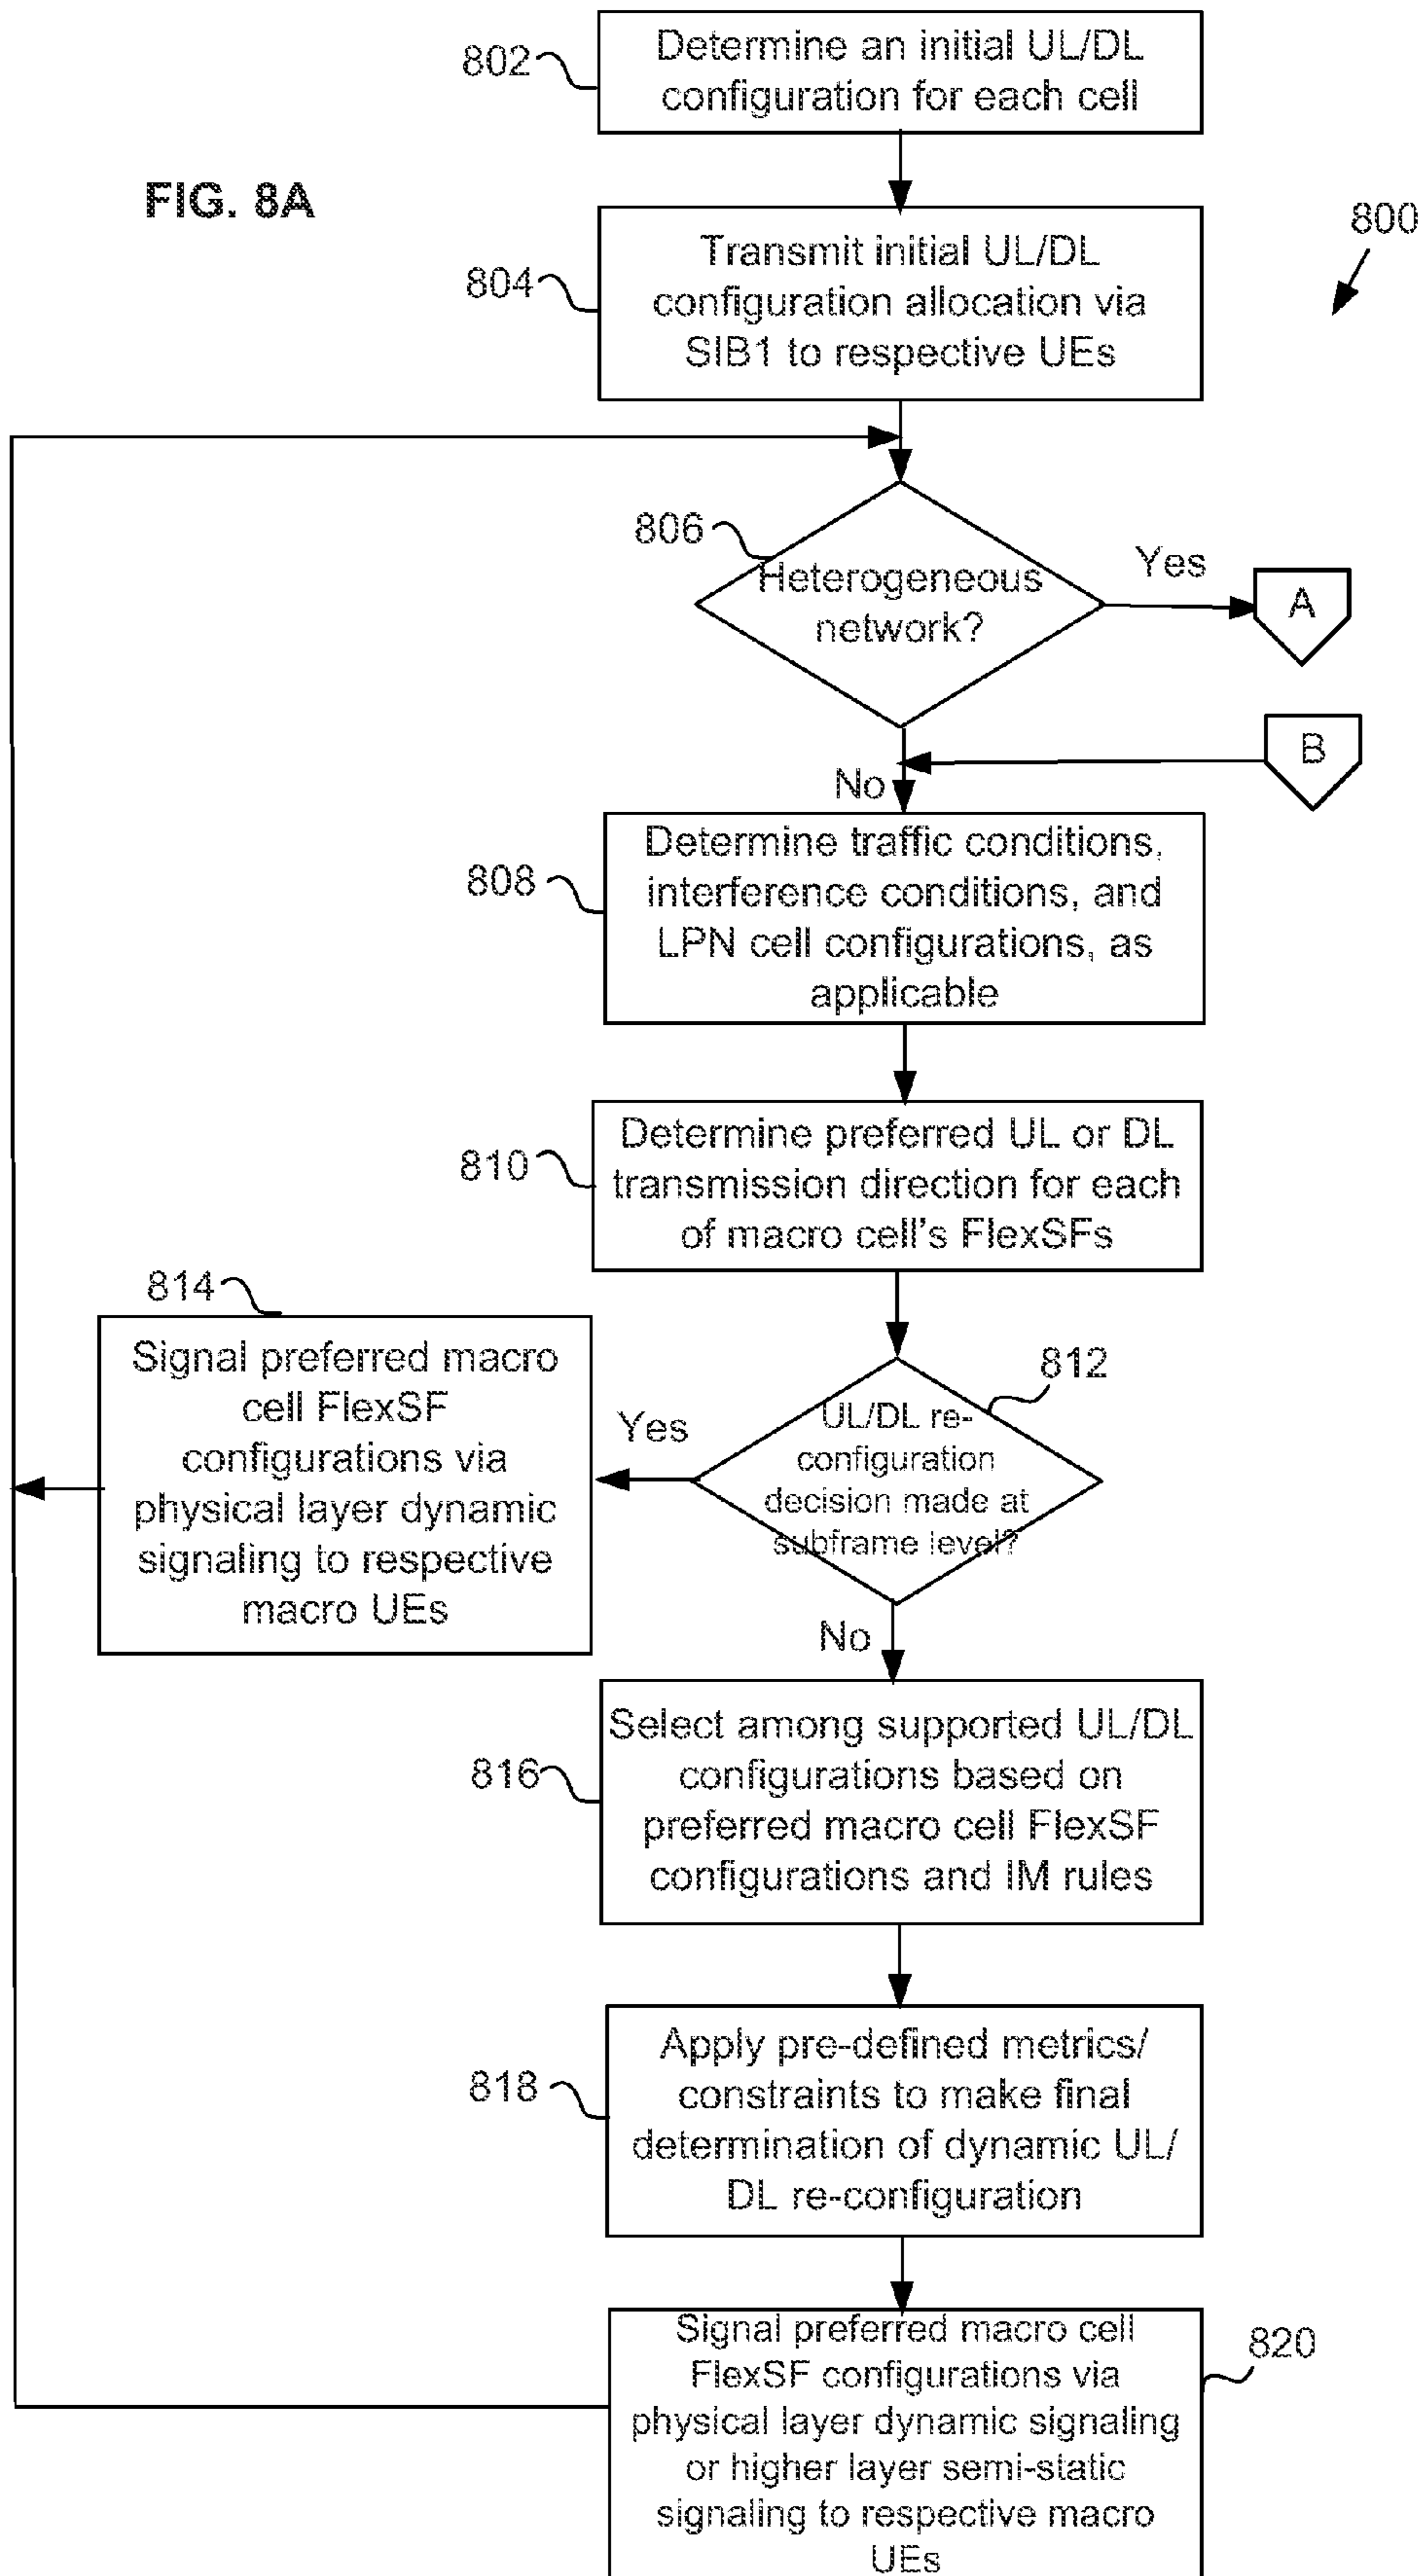 802
Determine an initial UL/DL
configuration for each cell
FIG. 8A
800
804
Transmit initial UL/DL
configuration allocation via
SIB1 to respective UEs
806
Heterogeneous
network?
Yes
A
B
No
808
Determine traffic conditions,
interference conditions, and
LPN cell configurations, as
applicable
810
Determine preferred UL or DL
transmission direction for each
of macro cell's FlexSFs
812
UL/DL re-
configuration
decision made at
subframe level?
Yes
814
Signal preferred macro
cell FlexSF
configurations via
physical layer dynamic
signaling to respective
macro UEs
No
816
Select among supported UL/DL
configurations based on
preferred macro cell FlexSF
configurations and IM rules
818
Apply pre-defined metrics/
constraints to make final
determination of dynamic UL/
DL re-configuration
820
Signal preferred macro cell
FlexSF configurations via
physical layer dynamic signaling
or higher layer semi-static
signaling to respective macro
UEs